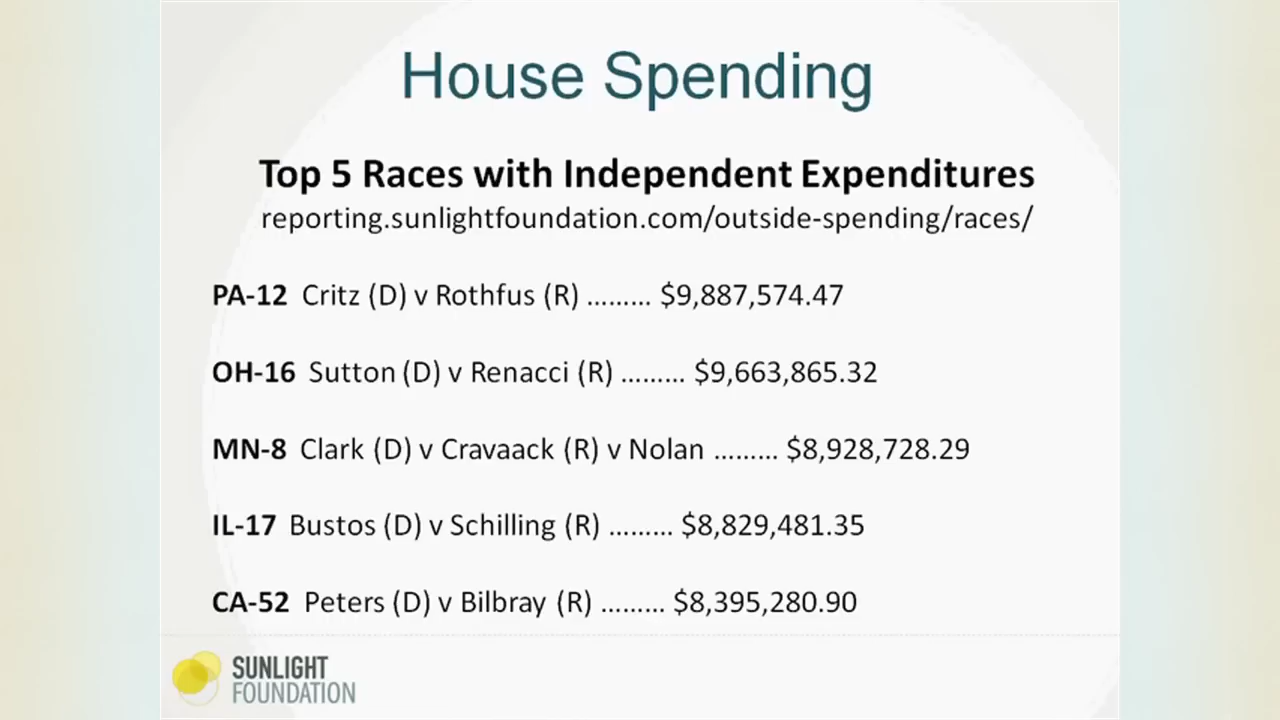 House Spending
Top 5 Races with Independent Expenditures
reporting.sunlightfoundation.com/outside-spending/races/
PA-12 Critz (D) v Rothfus (R) ......... $9,887,574.47
OH-16 Sutton (D) v Renacci (R) ......... $9,663,865.32
MN-8 Clark (D) v Cravaack (R) v Nolan ......... $8,928,728.29
IL-17 Bustos (D) v Schilling (R) ......... $8,829,481.35
CA-52 Peters (D) v Bilbray (R) ......... $8,395,280.90
SUNLIGHT
FOUNDATION